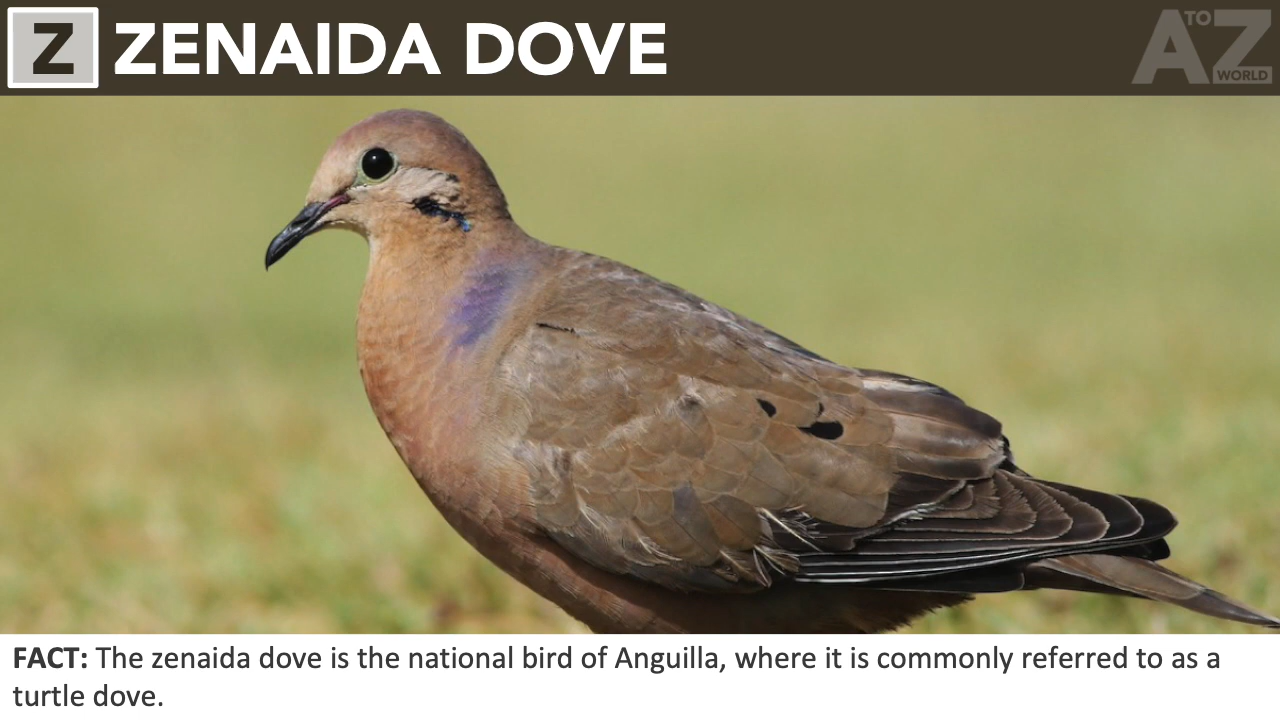 Z ZENAIDA DOVE
A TO Z
WORLD
FACT: The zenaida dove is the national bird of Anguilla, where it is commonly referred to as a
turtle dove.